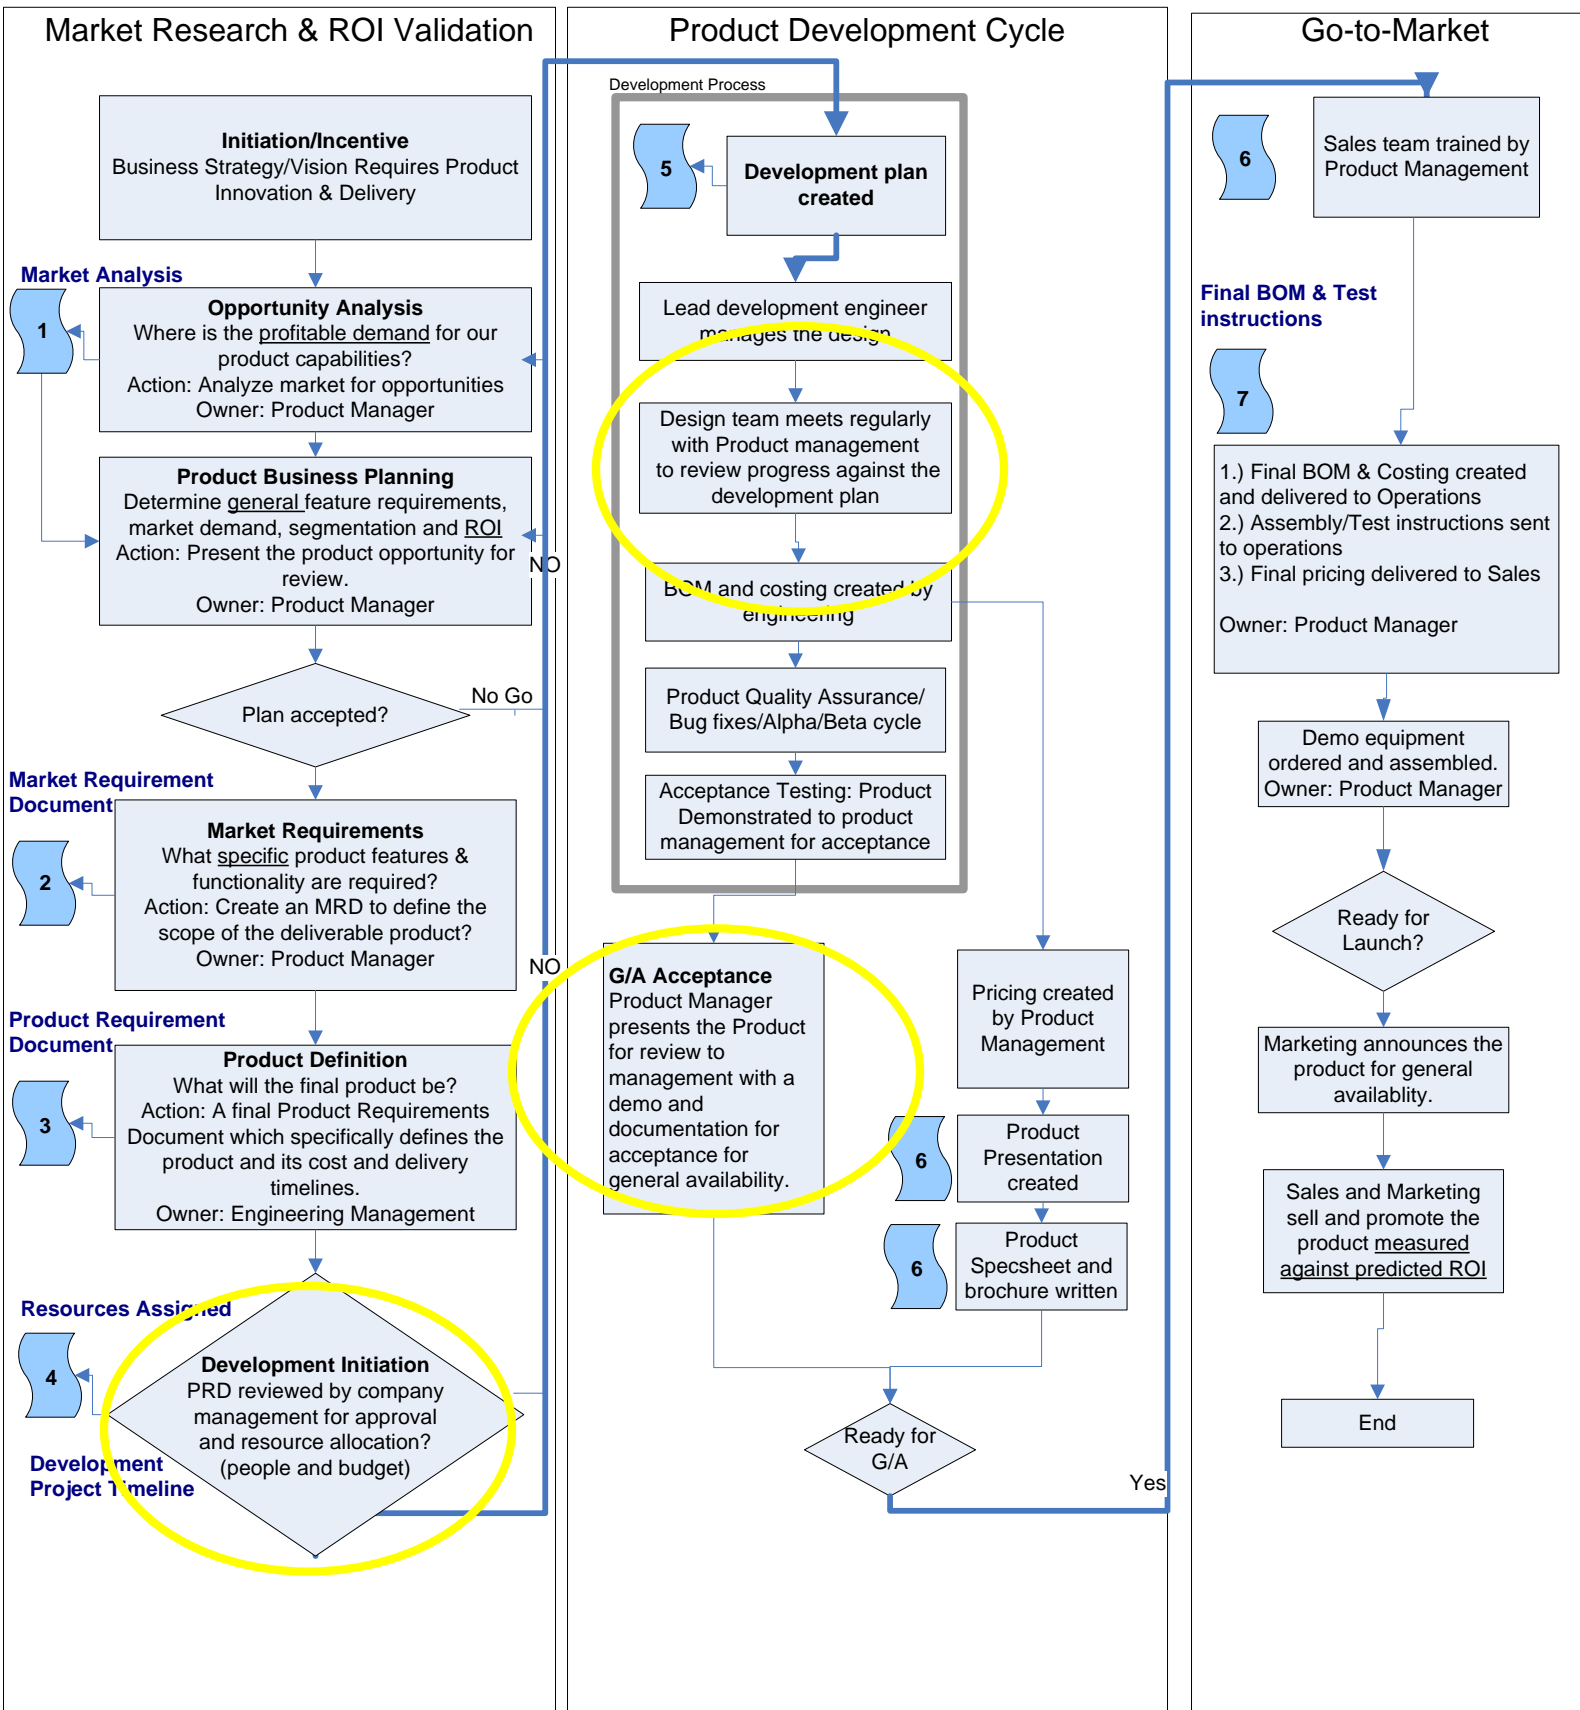 Market Research & ROI Validation
Initiation/Incentive
Business Strategy/Vision Requires Product
Innovation & Delivery
Market Analysis
1
Opportunity Analysis
Where is the profitable demand for our
product capabilities?
Action: Analyze market for opportunities
Owner: Product Manager
Product Business Planning
Determine general feature requirements,
market demand, segmentation and ROI
Action: Present the product opportunity for
review.
Owner: Product Manager
NO
Plan accepted?
No Go
Market Requirement
Document
2
Market Requirements
What specific product features &
functionality are required?
Action: Create an MRD to define the
scope of the deliverable product?
Owner: Product Manager
NO
Product Requirement
Document
3
Product Definition
What will the final product be?
Action: A final Product Requirements
Document which specifically defines the
product and its cost and delivery
timelines.
Owner: Engineering Management
Resources Assigned
4
Development Initiation
PRD reviewed by company
management for approval
and resource allocation?
(people and budget)
Development
Project Timeline
Product Development Cycle
Development Process
5
Development plan
created
Lead development engineer
manages the design
Design team meets regularly
with Product management
to review progress against the
development plan
BOM and costing created by
engineering
Product Quality Assurance/
Bug fixes/Alpha/Beta cycle
Acceptance Testing: Product
Demonstrated to product
management for acceptance
G/A Acceptance
Product Manager
presents the Product
for review to
management with a
demo and
documentation for
acceptance for
general availability.
Pricing created
by Product
Management
6
Product
Presentation
created
6
Product
Specsheet and
brochure written
Ready for
G/A
Yes
Go-to-Market
6
Sales team trained by
Product Management
Final BOM & Test
instructions
7
1.) Final BOM & Costing created
and delivered to Operations
2.) Assembly/Test instructions sent
to operations
3.) Final pricing delivered to Sales
Owner: Product Manager
Demo equipment
ordered and assembled.
Owner: Product Manager
Ready for
Launch?
Marketing announces the
product for general
availablity.
Sales and Marketing
sell and promote the
product measured
against predicted ROI
End